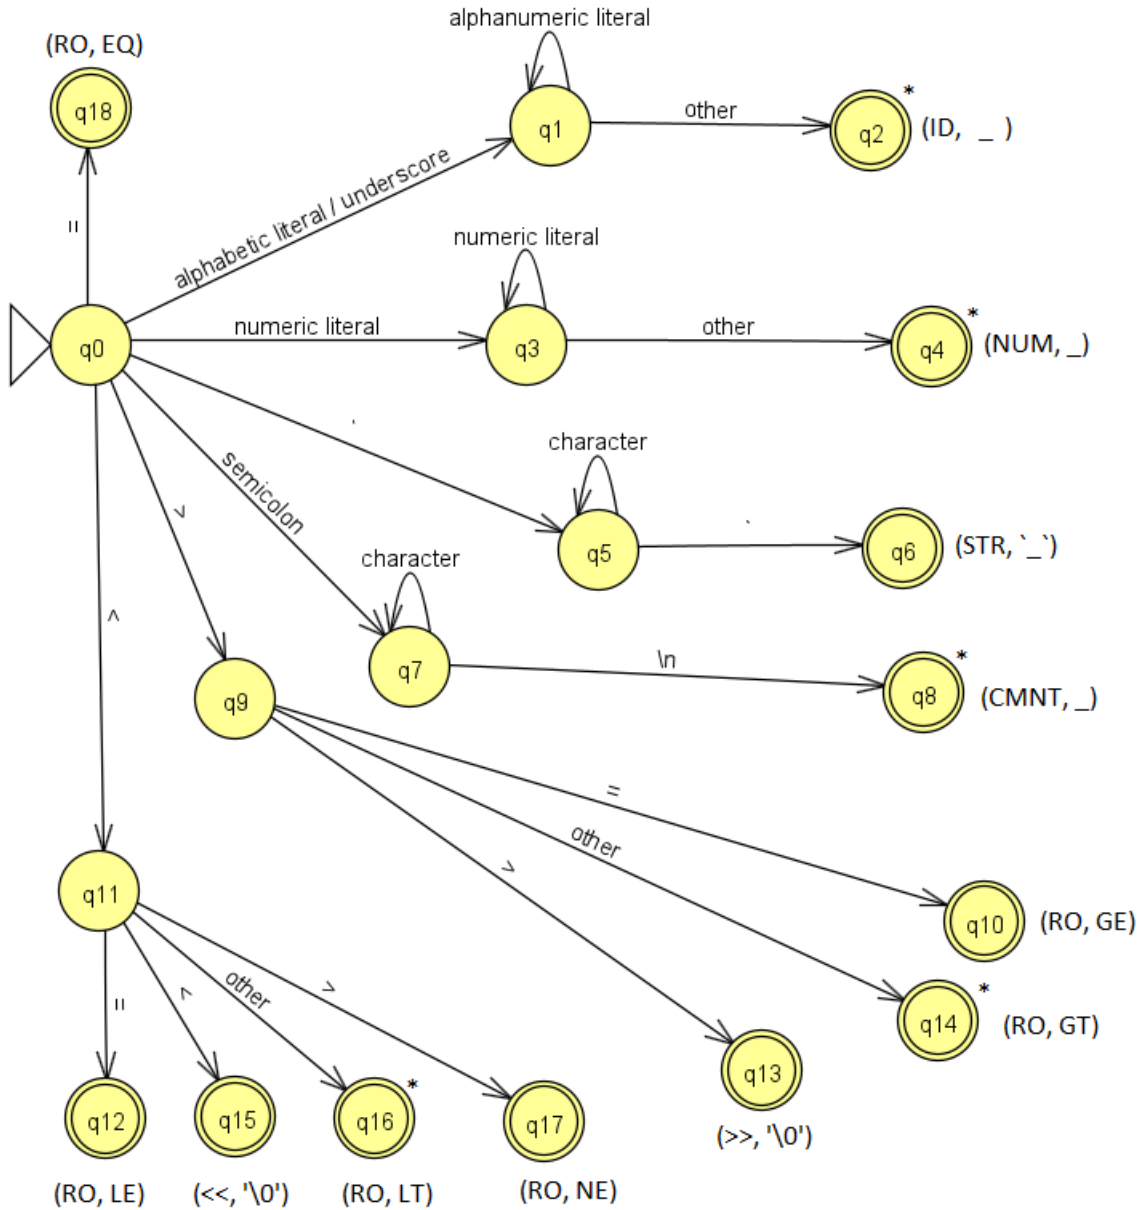 alphanumeric literal
(RO, EQ)
q18
*
q1
other
q2
(ID, _ )
=
alphabetic literal / underscore
numeric literal
q0
numeric literal
q3
other
*
q4
(NUM, _)
`
character
semicolon
>
q5
`
q6
(STR, `_`)
character
<
q7
\n
*
q8
(CMNT, _)
q9
=
other
>
q11
q10
(RO, GE)
=
<
other
>
*
q14
(RO, GT)
q13
(>>, '\0')
q12
q15
*
q16
q17
(RO, LE)
(<<, '\0')
(RO, LT)
(RO, NE)